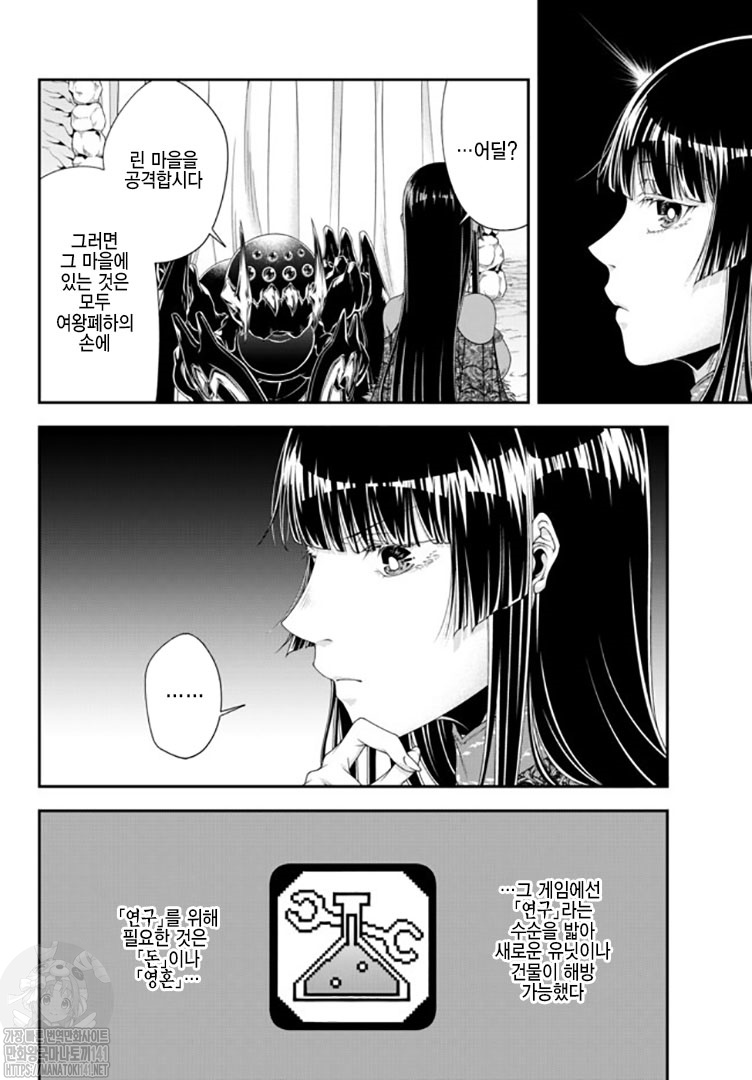 …어딜?
린 마을을
공격합시다
그러면
그 마을에
있는 것은
모두
여왕폐하의
손에
……
…그 게임에선
「연구」라는
수순을 밟아
새로운 유닛이나
건물이 해방
가능했다
「연구」를 위해
필요한 것은
「돈」이나
「영혼」…
가장 빠른 번역만화사이트
만화왕국마나토끼141
HTTPS://MANATOKI141.NET